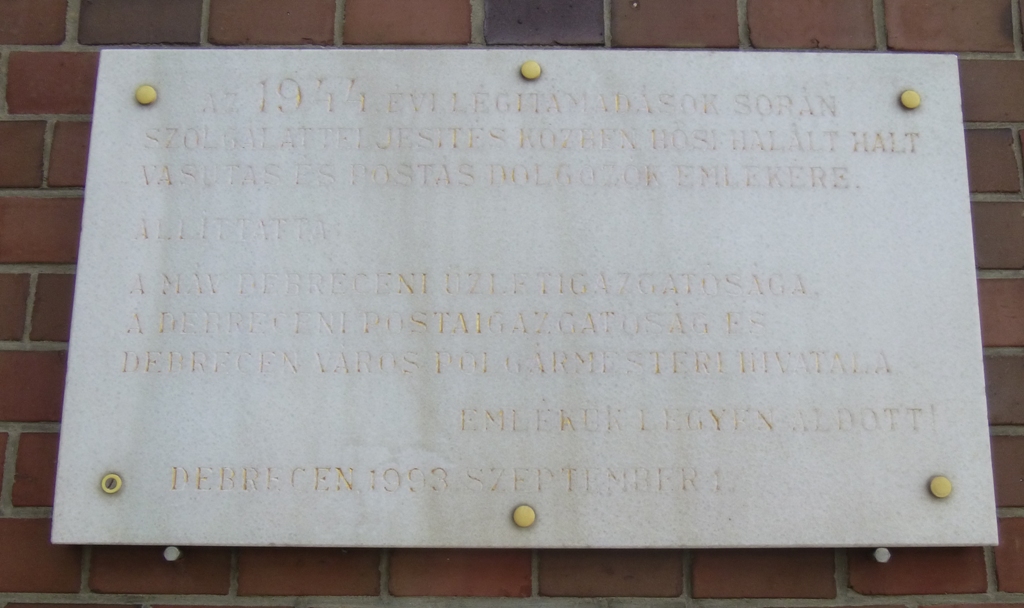 AZ 1944. ÉVI LÉGITÁMADÁSOK SORÁN
SZOLGÁLATTELJESÍTÉS KÖZBEN HŐSI HALÁLT HALT
VASUTAS ÉS POSTÁS DOLGOZÓK EMLÉKÉRE.
ÁLLÍTTATTA:
A MÁV DEBRECENI ÜZLETIGAZGATÓSÁGA,
A DEBRECENI POSTAIGAZGATÓSÁG ÉS
DEBRECEN VÁROS POLGÁRMESTERI HIVATALA
EMLÉKÜK LEGYEN ÁLDOTT!
DEBRECEN, 1993. SZEPTEMBER 1.